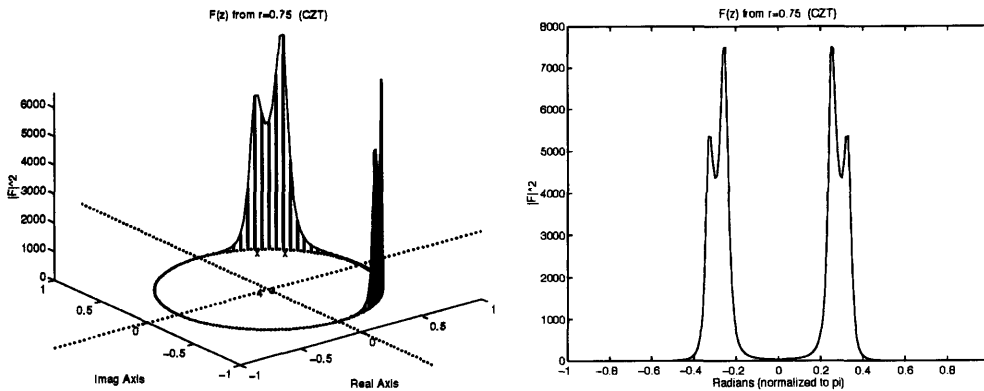 F(z) from r=0.75 (CZT)
6000
5000
4000
3000
2000
1000
0
|F|^2
1
0.5
0
-0.5
-1
Imag Axis
-1
-0.5
0
0.5
1
Real Axis
x x
F(z) from r=0.75 (CZT)
8000
7000
6000
5000
4000
3000
2000
1000
0
|F|^2
-1 -0.8 -0.6 -0.4 -0.2 0 0.2 0.4 0.6 0.8 1
Radians (normalized to pi)